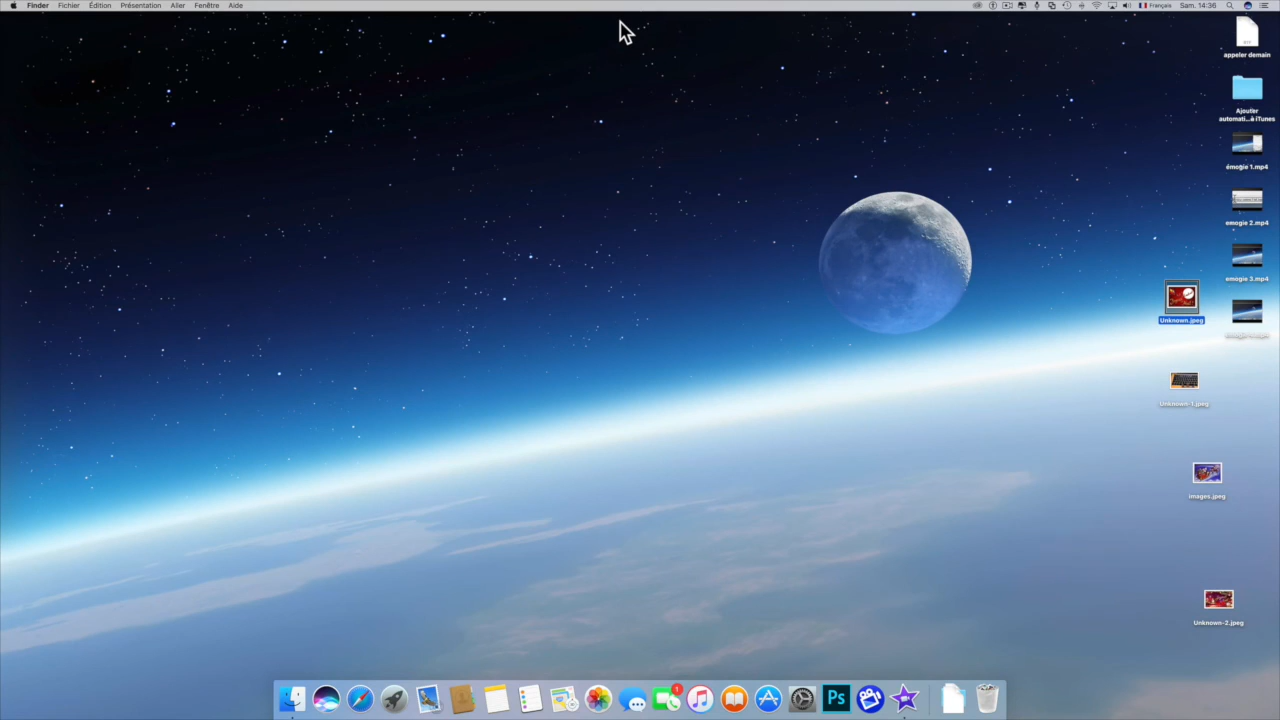 Finder Fichier Édition Présentation Aller Fenêtre Aide
Français Sam. 14:36
appeler demain
Ajouter
automati...à iTunes
émogie 1.mp4
emogie 2.mp4
emogie 3.mp4
Unknown.jpeg
Unknown-1.jpeg
images.jpeg
Unknown-2.jpeg
1
Ps